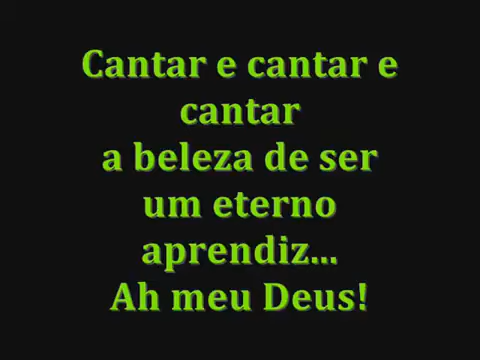 Cantar e cantar e
cantar
a beleza de ser
um eterno
aprendiz...
Ah meu Deus!